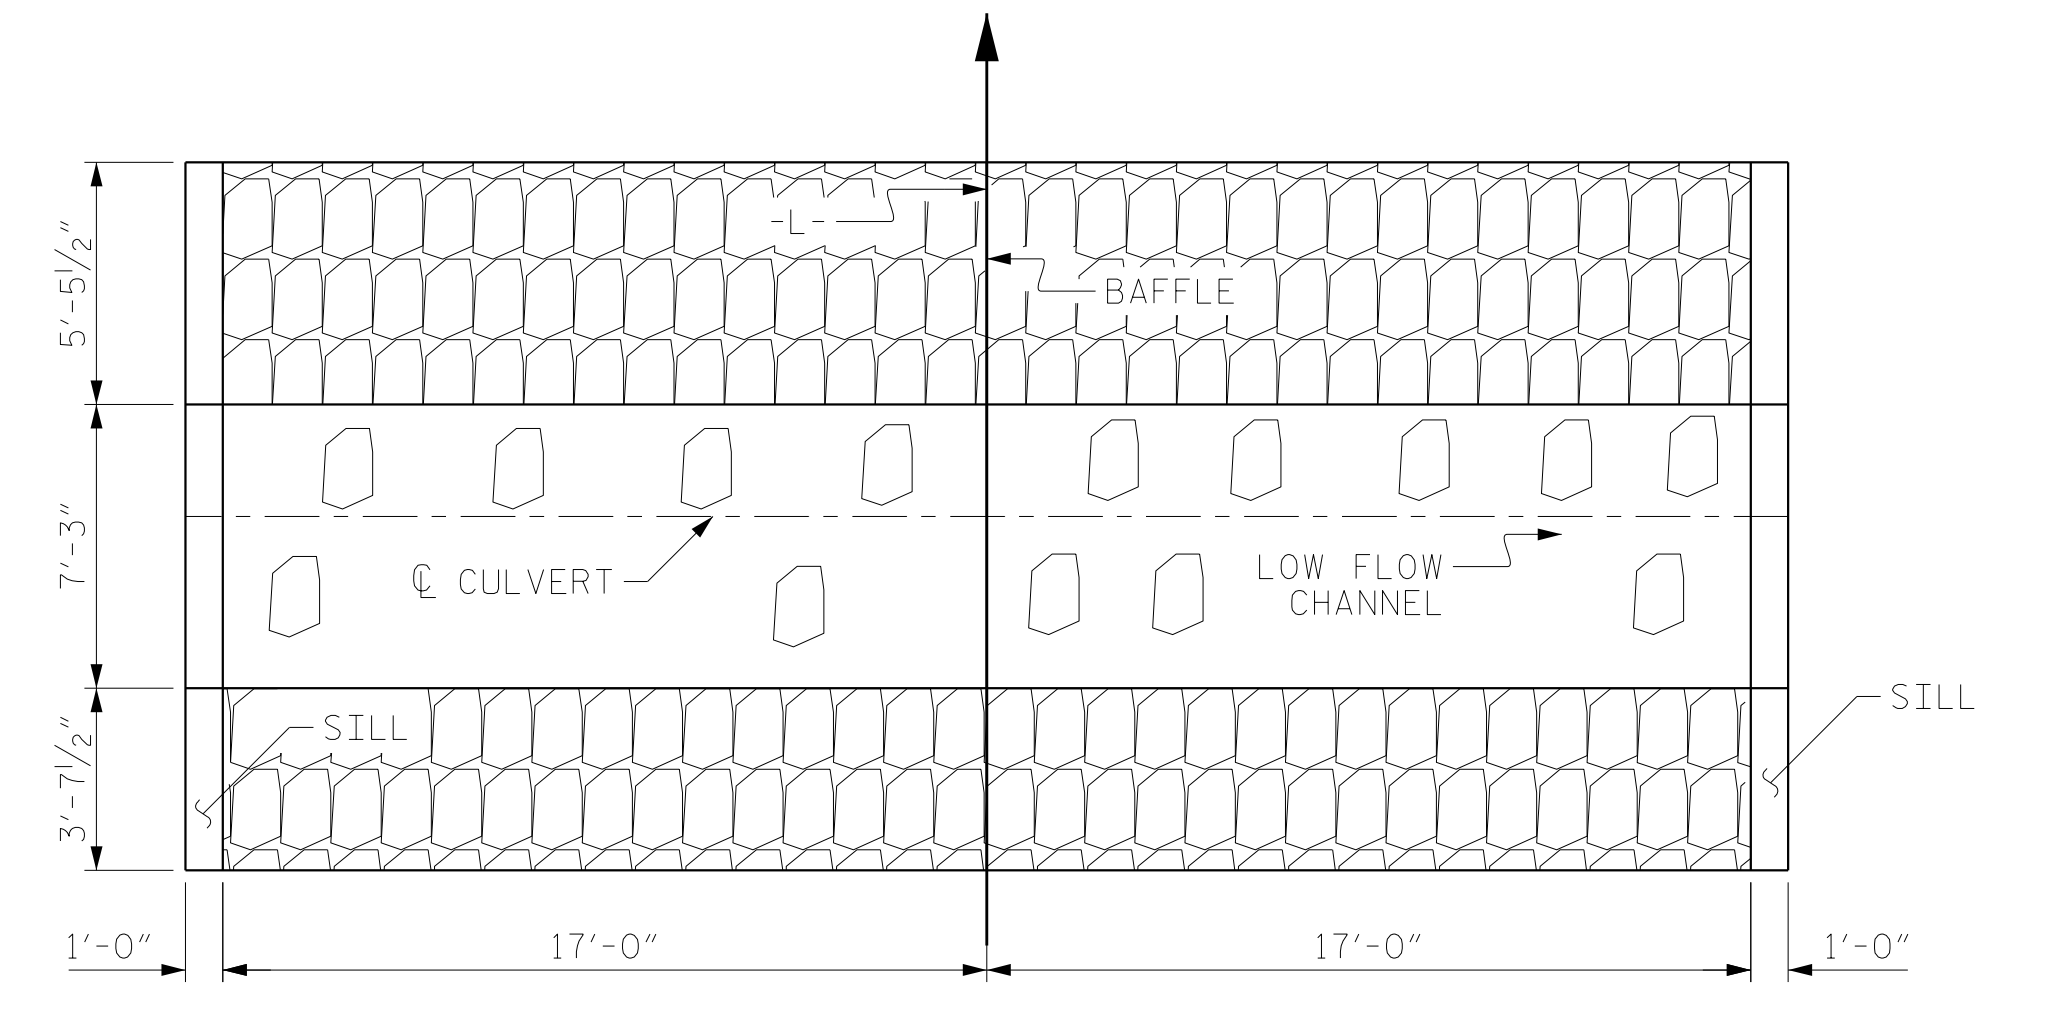 -L-
BAFFLE
5'-5½"
7'-3"
3'-7½"
℄ CULVERT
LOW FLOW
CHANNEL
SILL
SILL
1'-0"
17'-0"
17'-0"
1'-0"